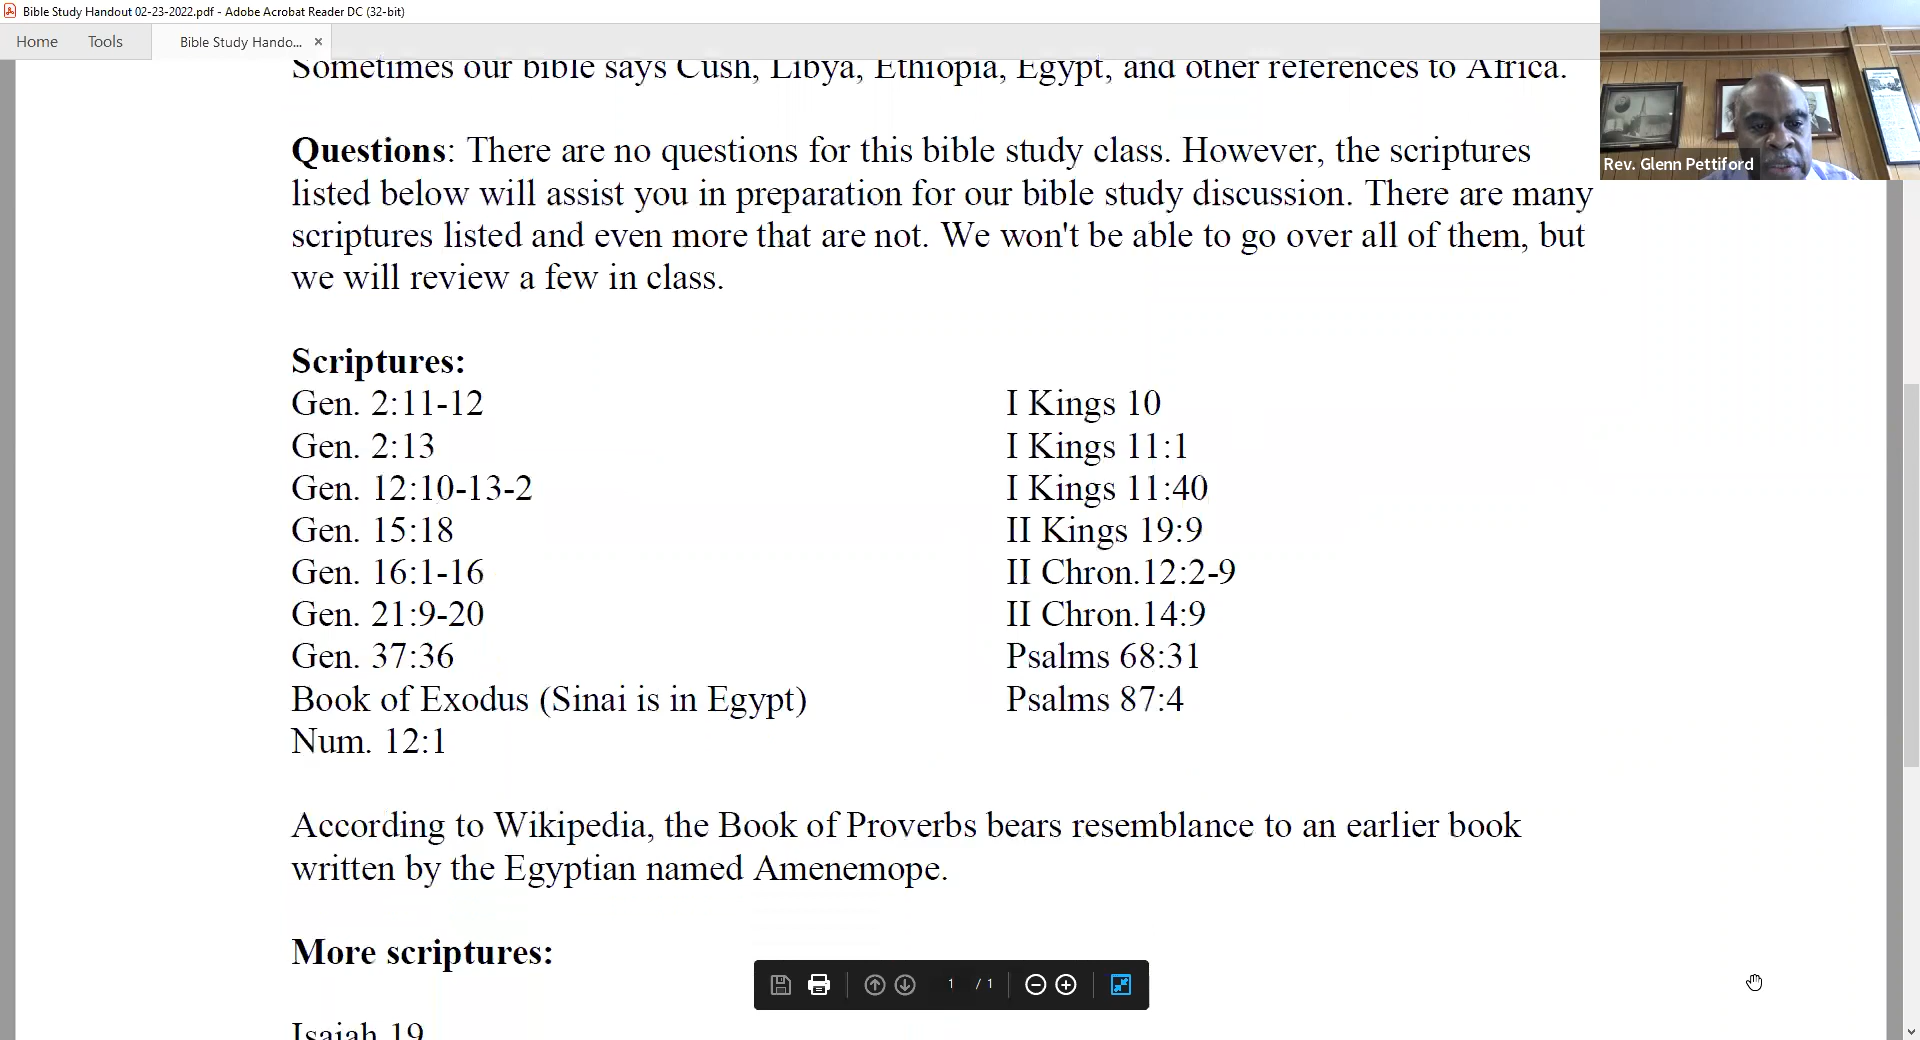 Bible Study Handout 02-23-2022.pdf - Adobe Acrobat Reader DC (32-bit)
Home Tools Bible Study Hando... ×
Sometimes our bible says Cush, Libya, Ethiopia, Egypt, and other references to Africa.
Rev. Glenn Pettiford
Questions: There are no questions for this bible study class. However, the scriptures
listed below will assist you in preparation for our bible study discussion. There are many
scriptures listed and even more that are not. We won't be able to go over all of them, but
we will review a few in class.
Scriptures:
Gen. 2:11-12 I Kings 10
Gen. 2:13 I Kings 11:1
Gen. 12:10-13-2 I Kings 11:40
Gen. 15:18 II Kings 19:9
Gen. 16:1-16 II Chron.12:2-9
Gen. 21:9-20 II Chron.14:9
Gen. 37:36 Psalms 68:31
Book of Exodus (Sinai is in Egypt) Psalms 87:4
Num. 12:1
According to Wikipedia, the Book of Proverbs bears resemblance to an earlier book
written by the Egyptian named Amenemope.
More scriptures:
1 / 1
Isaiah 19